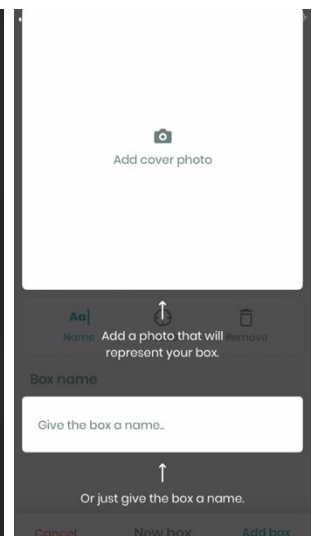 Add cover photo
Aa|
Name Remove
Add a photo that will
represent your box.
Box name
Give the box a name..
Or just give the box a name.
Cancel New box Add box